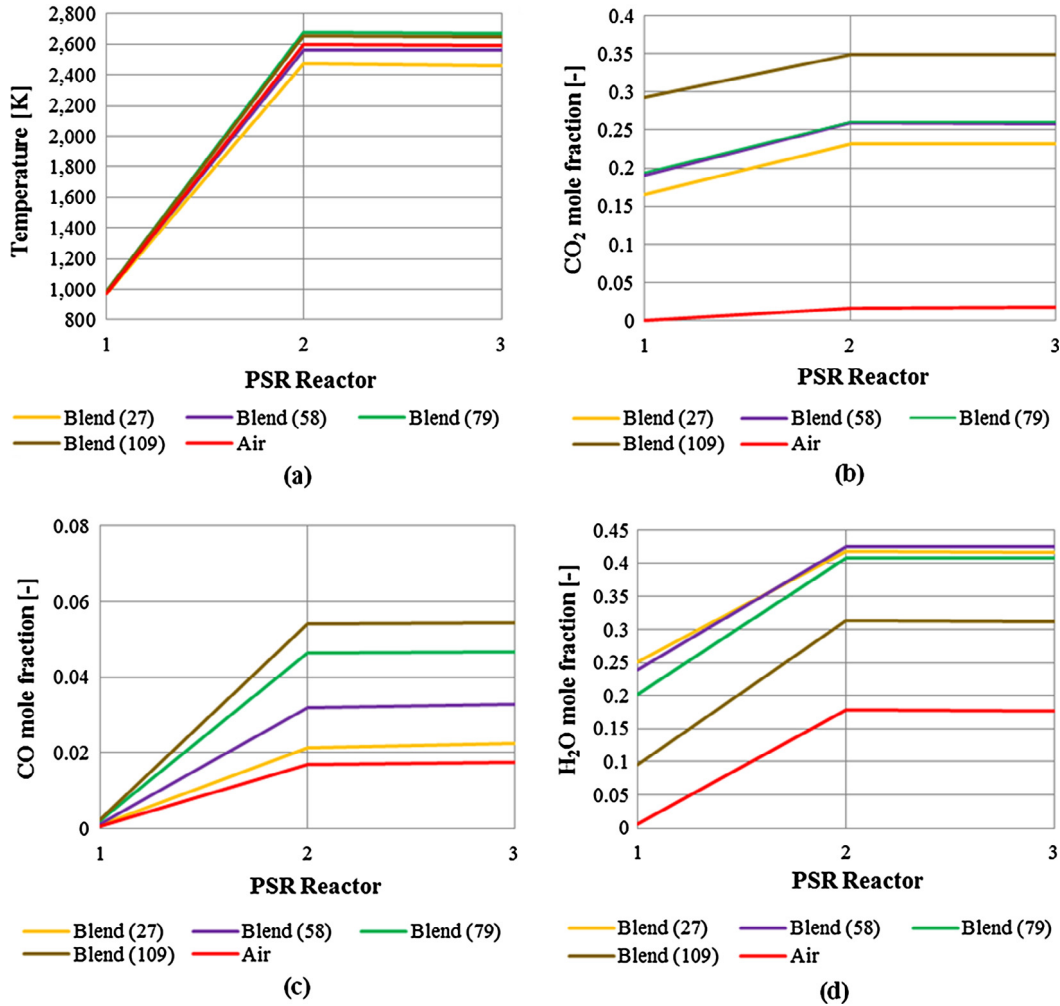 2,800
2,600
2,400
2,200
2,000
1,800
1,600
1,400
1,200
1,000
800
Temperature [K]
1 2 3
PSR Reactor
Blend (27) Blend (58) Blend (79)
Blend (109) Air
(a)
0.4
0.35
0.3
0.25
0.2
0.15
0.1
0.05
0
CO₂ mole fraction [-]
1 2 3
PSR Reactor
Blend (27) Blend (58) Blend (79)
Blend (109) Air
(b)
0.08
0.06
0.04
0.02
0
CO mole fraction [-]
1 2 3
PSR Reactor
Blend (27) Blend (58) Blend (79)
Blend (109) Air
(c)
0.45
0.4
0.35
0.3
0.25
0.2
0.15
0.1
0.05
0
H₂O mole fraction [-]
1 2 3
PSR Reactor
Blend (27) Blend (58) Blend (79)
Blend (109) Air
(d)